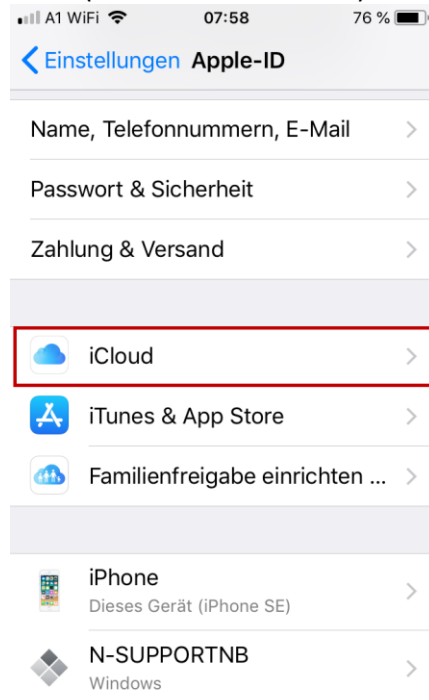 A1 WiFi 07:58 76 %
Einstellungen Apple-ID
Name, Telefonnummern, E-Mail
Passwort & Sicherheit
Zahlung & Versand
iCloud
iTunes & App Store
Familienfreigabe einrichten ...
iPhone
Dieses Gerät (iPhone SE)
N-SUPPORTNB
Windows